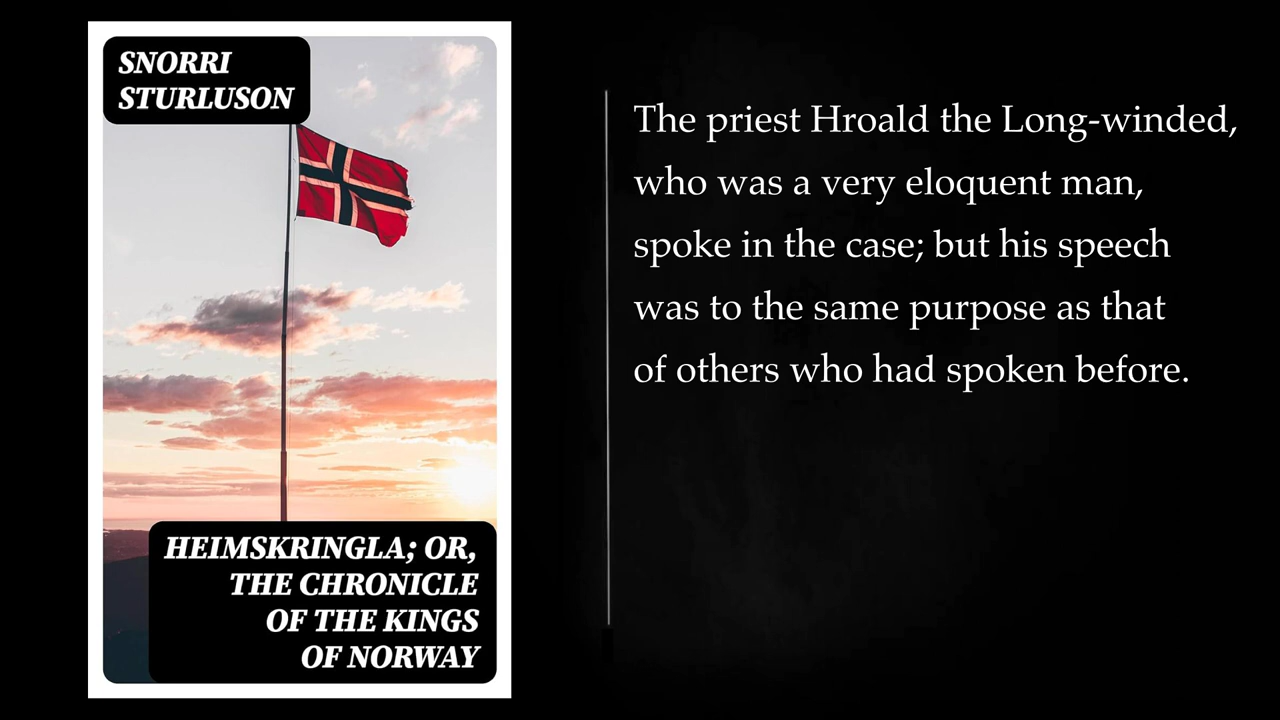 SNORRI
STURLUSON
HEIMSKRINGLA; OR,
THE CHRONICLE
OF THE KINGS
OF NORWAY
The priest Hroald the Long-winded,
who was a very eloquent man,
spoke in the case; but his speech
was to the same purpose as that
of others who had spoken before.